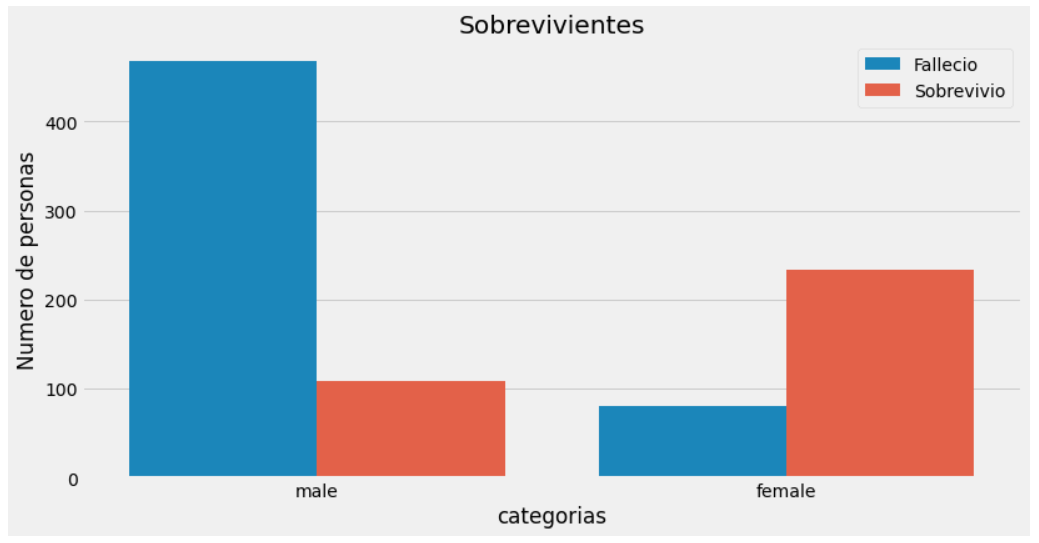 Sobrevivientes
Fallecio
Sobrevivio
400
300
200
100
0
Numero de personas
male
female
categorias